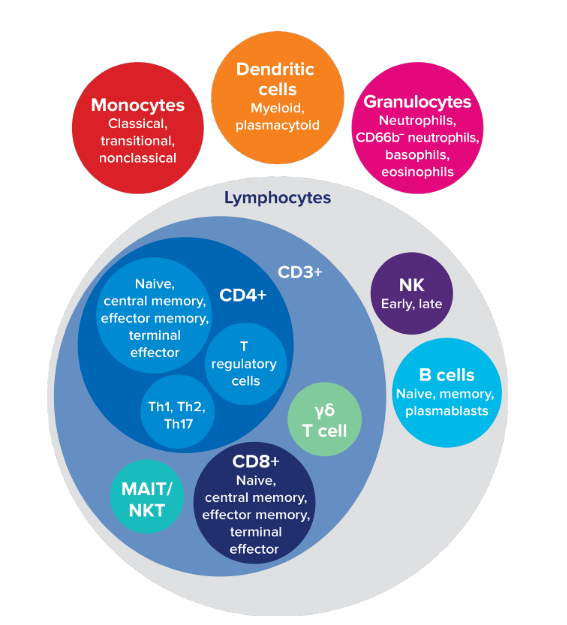 Dendritic
cells
Myeloid,
plasmacytoid
Monocytes
Classical,
transitional,
nonclassical
Granulocytes
Neutrophils,
CD66b⁻ neutrophils,
basophils,
eosinophils
Lymphocytes
CD3+
CD4+
Naive,
central memory,
effector memory,
terminal
effector
T
regulatory
cells
Th1, Th2,
Th17
NK
Early, late
B cells
Naive, memory,
plasmablasts
γδ
T cell
MAIT/
NKT
CD8+
Naive,
central memory,
effector memory,
terminal
effector